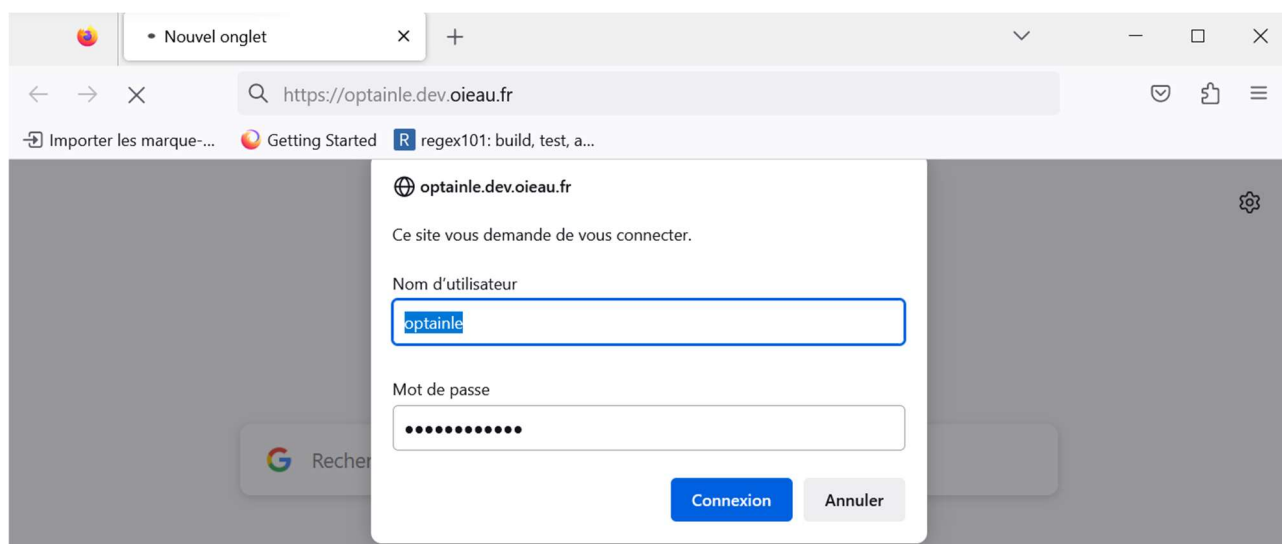 Nouvel onglet
https://optainle.dev.oieau.fr
Importer les marque-...
Getting Started
R regex101: build, test, a...
optainle.dev.oieau.fr
Ce site vous demande de vous connecter.
Nom d'utilisateur
optainle
Mot de passe
••••••••••••
G Recher
Connexion
Annuler